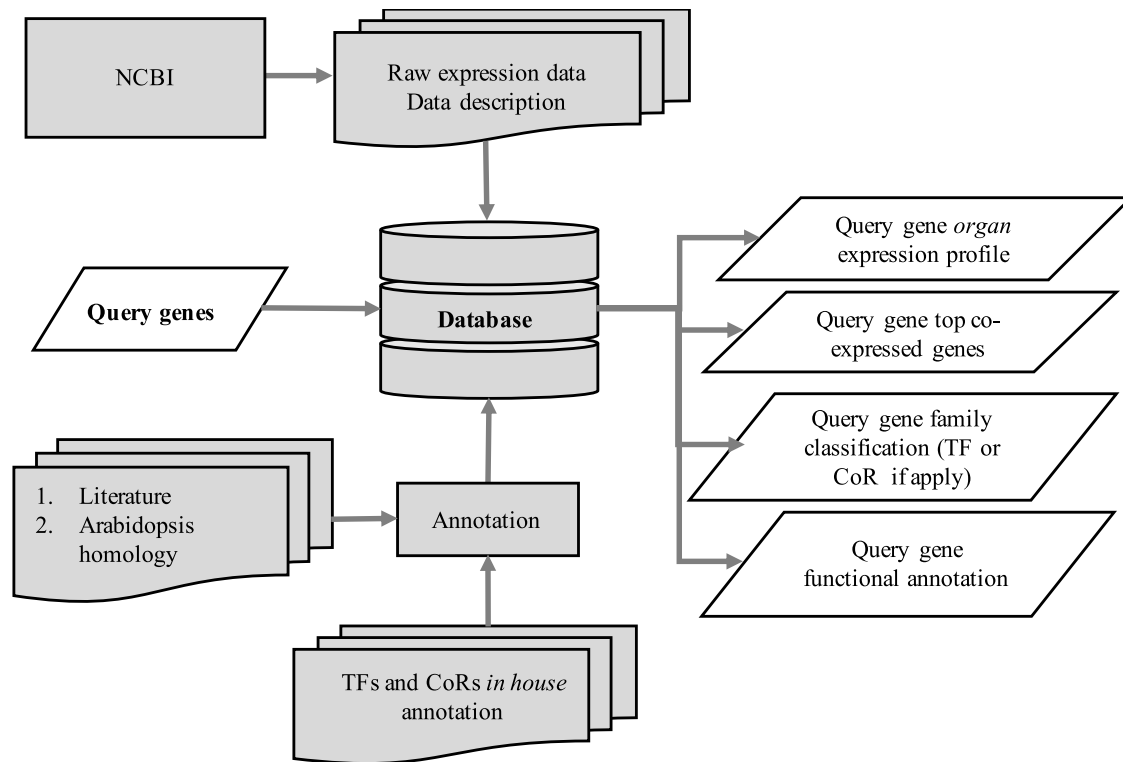 NCBI
Raw expression data
Data description
Query gene organ
expression profile
Query genes
Database
Query gene top co-
expressed genes
Query gene family
classification (TF or
CoR if apply)
1. Literature
2. Arabidopsis
homology
Annotation
Query gene
functional annotation
TFs and CoRs in house
annotation